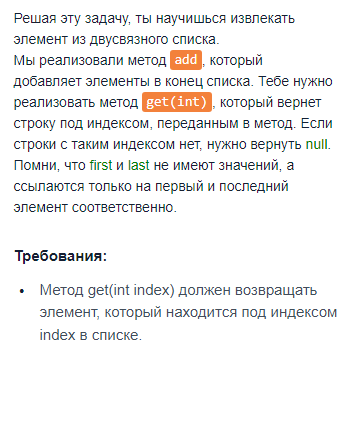 Решая эту задачу, ты научишься извлекать
элемент из двусвязного списка.
Мы реализовали метод add, который
добавляет элементы в конец списка. Тебе нужно
реализовать метод get(int), который вернет
строку под индексом, переданным в метод. Если
строки с таким индексом нет, нужно вернуть null.
Помни, что first и last не имеют значений, а
ссылаются только на первый и последний
элемент соответственно.
Требования:
• Метод get(int index) должен возвращать
элемент, который находится под индексом
index в списке.